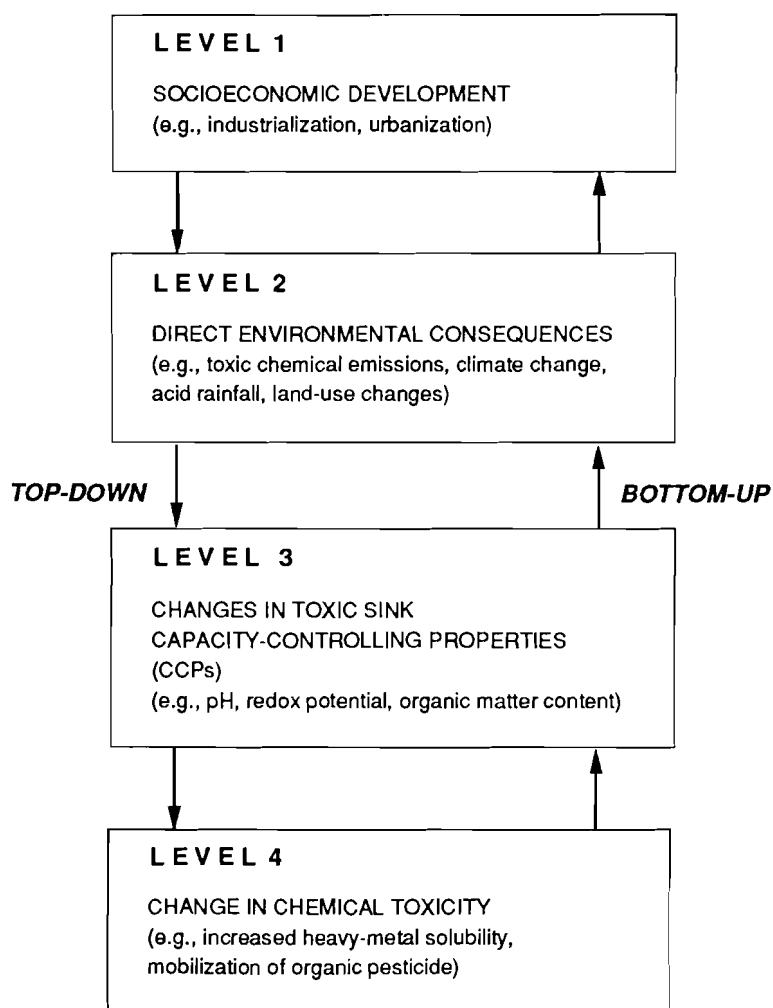 LEVEL 1
SOCIOECONOMIC DEVELOPMENT
(e.g., industrialization, urbanization)
LEVEL 2
DIRECT ENVIRONMENTAL CONSEQUENCES
(e.g., toxic chemical emissions, climate change,
acid rainfall, land-use changes)
TOP-DOWN
BOTTOM-UP
LEVEL 3
CHANGES IN TOXIC SINK
CAPACITY-CONTROLLING PROPERTIES
(CCPs)
(e.g., pH, redox potential, organic matter content)
LEVEL 4
CHANGE IN CHEMICAL TOXICITY
(e.g., increased heavy-metal solubility,
mobilization of organic pesticide)